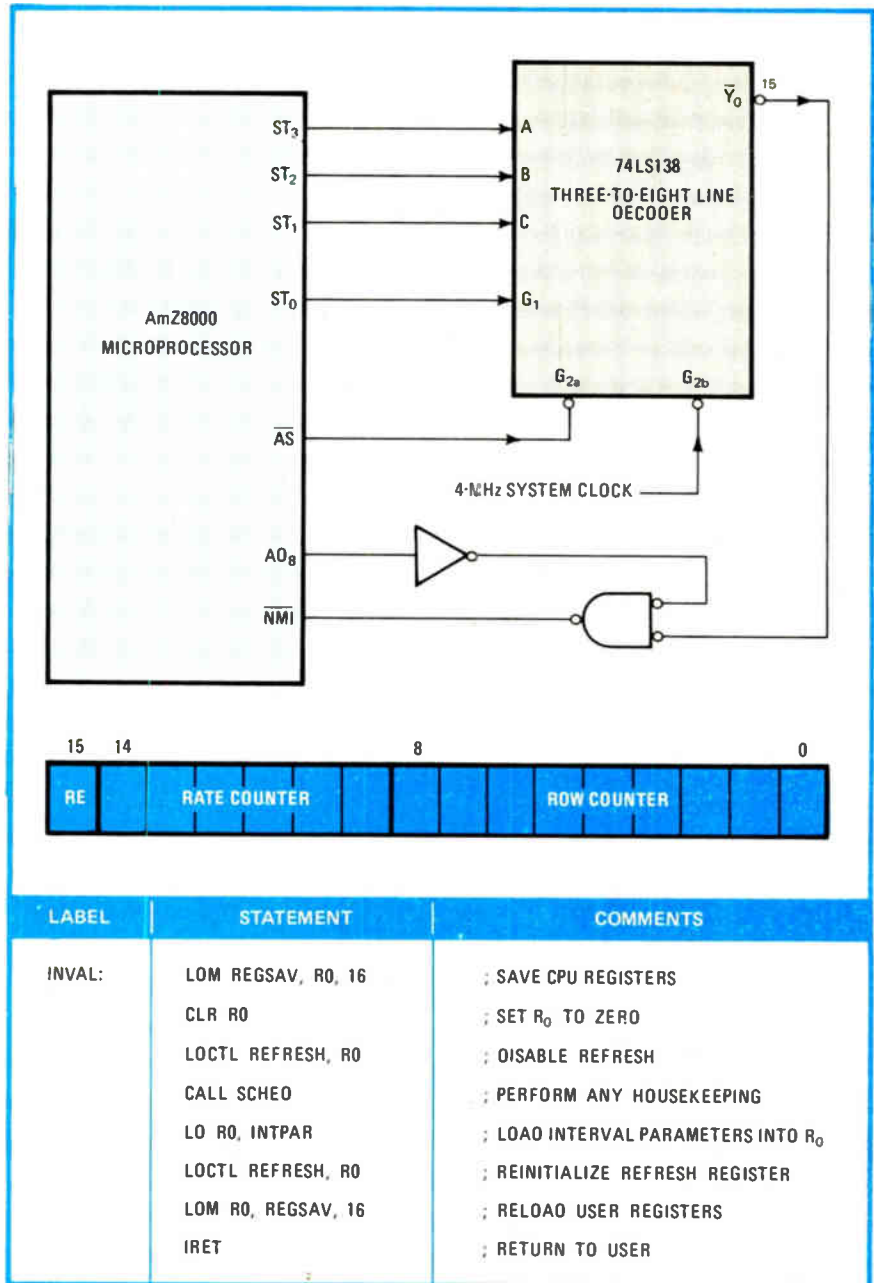 15
Y̅0
ST3
A
74LS138
THREE-TO-EIGHT LINE
OECOOER
ST2
B
ST1
C
ST0
G1
AmZ8000
MICROPROCESSOR
G2a
G2b
A̅S̅
4-MHz SYSTEM CLOCK
AO8
N̅M̅I̅
15 14 8 0
RE RATE COUNTER ROW COUNTER
LABEL STATEMENT COMMENTS
INVAL: LOM REGSAV, R0, 16 ; SAVE CPU REGISTERS
CLR R0 ; SET R0 TO ZERO
LOCTL REFRESH, R0 ; OISABLE REFRESH
CALL SCHEO ; PERFORM ANY HOUSEKEEPING
LO R0, INTPAR ; LOAO INTERVAL PARAMETERS INTO R0
LOCTL REFRESH, R0 ; REINITIALIZE REFRESH REGISTER
LOM R0, REGSAV, 16 ; RELOAO USER REGISTERS
IRET ; RETURN TO USER